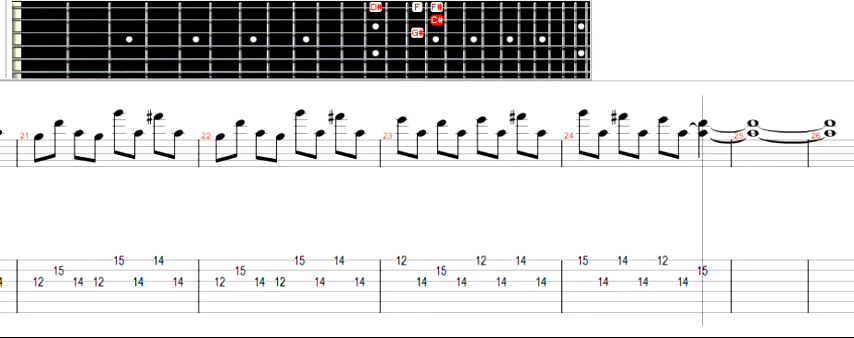 D# F F#
C#
G#
21 22 23 24 25 26
15 14 15 14 12 12 14 15 14 12
15 15 15 15
12 14 12 14 14 12 14 12 14 14 14 14 14 14 14 14 14